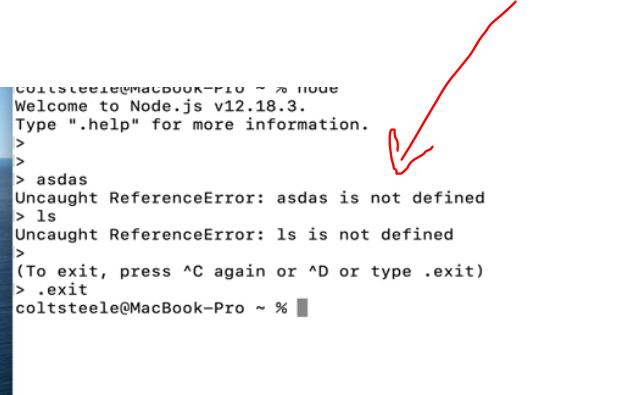 coltsteele@MacBook-Pro ~ % node
Welcome to Node.js v12.18.3.
Type ".help" for more information.
>
>
> asdas
Uncaught ReferenceError: asdas is not defined
> ls
Uncaught ReferenceError: ls is not defined
>
(To exit, press ^C again or ^D or type .exit)
> .exit
coltsteele@MacBook-Pro ~ %